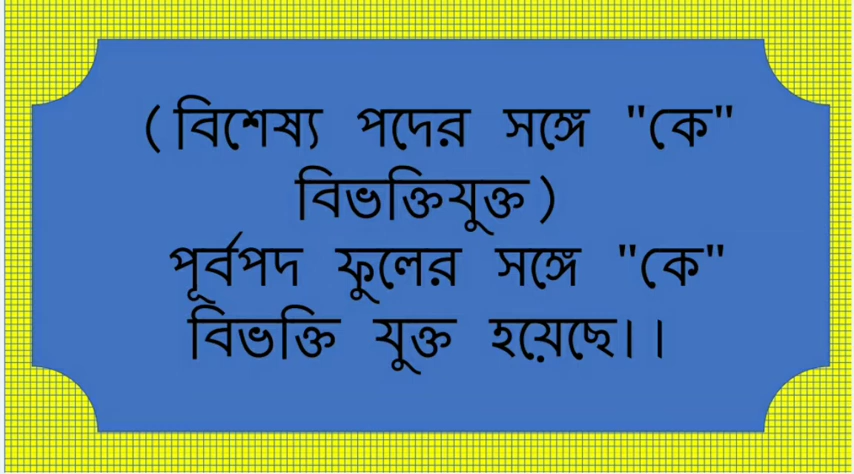 (বিশেষ্য পদের সঙ্গে "কে"
বিভক্তিযুক্ত)
পূর্বপদ ফুলের সঙ্গে "কে"
বিভক্তি যুক্ত হয়েছে।।